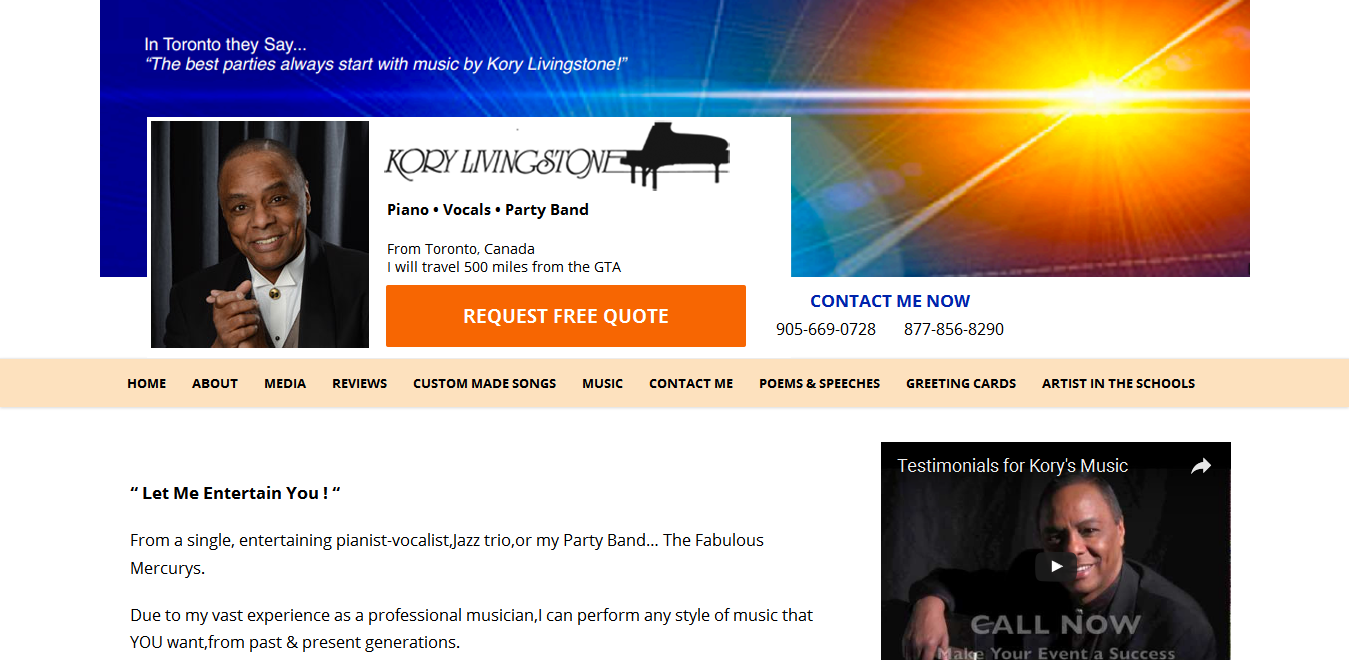 In Toronto they Say...
“The best parties always start with music by Kory Livingstone!”
KORY LIVINGSTONE
Piano • Vocals • Party Band
From Toronto, Canada
I will travel 500 miles from the GTA
REQUEST FREE QUOTE
CONTACT ME NOW
905-669-0728 877-856-8290
HOME ABOUT MEDIA REVIEWS CUSTOM MADE SONGS MUSIC CONTACT ME POEMS & SPEECHES GREETING CARDS ARTIST IN THE SCHOOLS
“ Let Me Entertain You ! “
From a single, entertaining pianist-vocalist,Jazz trio,or my Party Band... The Fabulous
Mercurys.
Due to my vast experience as a professional musician,I can perform any style of music that
YOU want,from past & present generations.
Testimonials for Kory's Music
CALL NOW
Make Your Event a Success